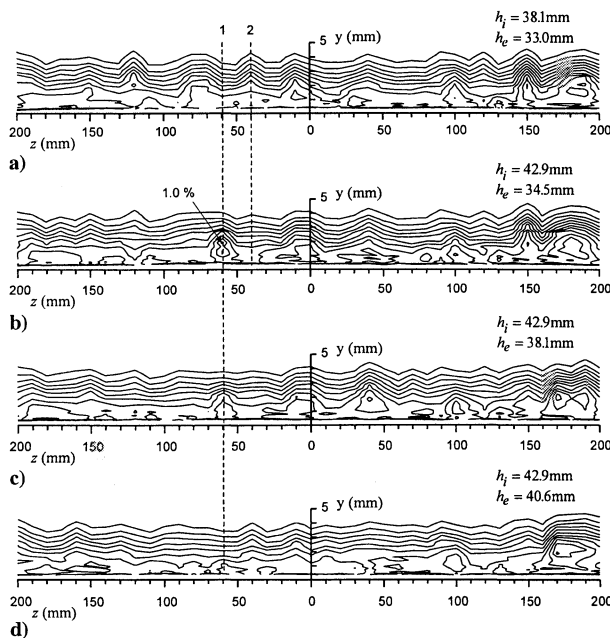 1 2
5 y (mm)
h_i = 38.1mm
h_e = 33.0mm
200 150 100 50 0 50 100 150 200
z (mm)
a)
1.0 %
5 y (mm)
h_i = 42.9mm
h_e = 34.5mm
200 150 100 50 0 50 100 150 200
z (mm)
b)
5 y (mm)
h_i = 42.9mm
h_e = 38.1mm
200 150 100 50 0 50 100 150 200
z (mm)
c)
5 y (mm)
h_i = 42.9mm
h_e = 40.6mm
200 150 100 50 0 50 100 150 200
z (mm)
d)